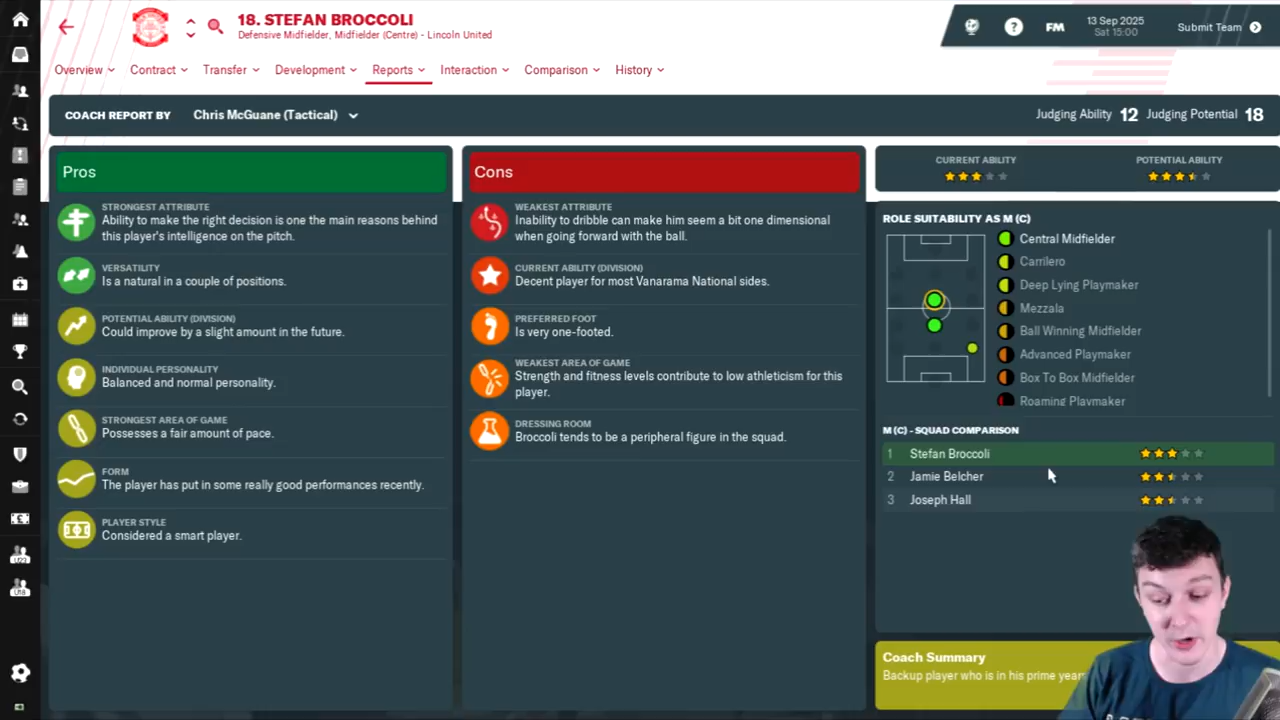 18. STEFAN BROCCOLI
Defensive Midfielder, Midfielder (Centre) - Lincoln United
FM
13 Sep 2025
Sat 15:00
Submit Team
Overview
Contract
Transfer
Development
Reports
Interaction
Comparison
History
COACH REPORT BY
Chris McGuane (Tactical)
Judging Ability 12 Judging Potential 18
Pros
STRONGEST ATTRIBUTE
Ability to make the right decision is one the main reasons behind
this player's intelligence on the pitch.
VERSATILITY
Is a natural in a couple of positions.
POTENTIAL ABILITY (DIVISION)
Could improve by a slight amount in the future.
INDIVIDUAL PERSONALITY
Balanced and normal personality.
STRONGEST AREA OF GAME
Possesses a fair amount of pace.
FORM
The player has put in some really good performances recently.
PLAYER STYLE
Considered a smart player.
Cons
WEAKEST ATTRIBUTE
Inability to dribble can make him seem a bit one dimensional
when going forward with the ball.
CURRENT ABILITY (DIVISION)
Decent player for most Vanarama National sides.
PREFERRED FOOT
Is very one-footed.
WEAKEST AREA OF GAME
Strength and fitness levels contribute to low athleticism for this
player.
DRESSING ROOM
Broccoli tends to be a peripheral figure in the squad.
CURRENT ABILITY
POTENTIAL ABILITY
ROLE SUITABILITY AS M (C)
Central Midfielder
Carrilero
Deep Lying Playmaker
Mezzala
Ball Winning Midfielder
Advanced Playmaker
Box To Box Midfielder
Roaming Playmaker
M (C) - SQUAD COMPARISON
1 Stefan Broccoli
2 Jamie Belcher
3 Joseph Hall
Coach Summary
Backup player who is in his prime years
U23
U18